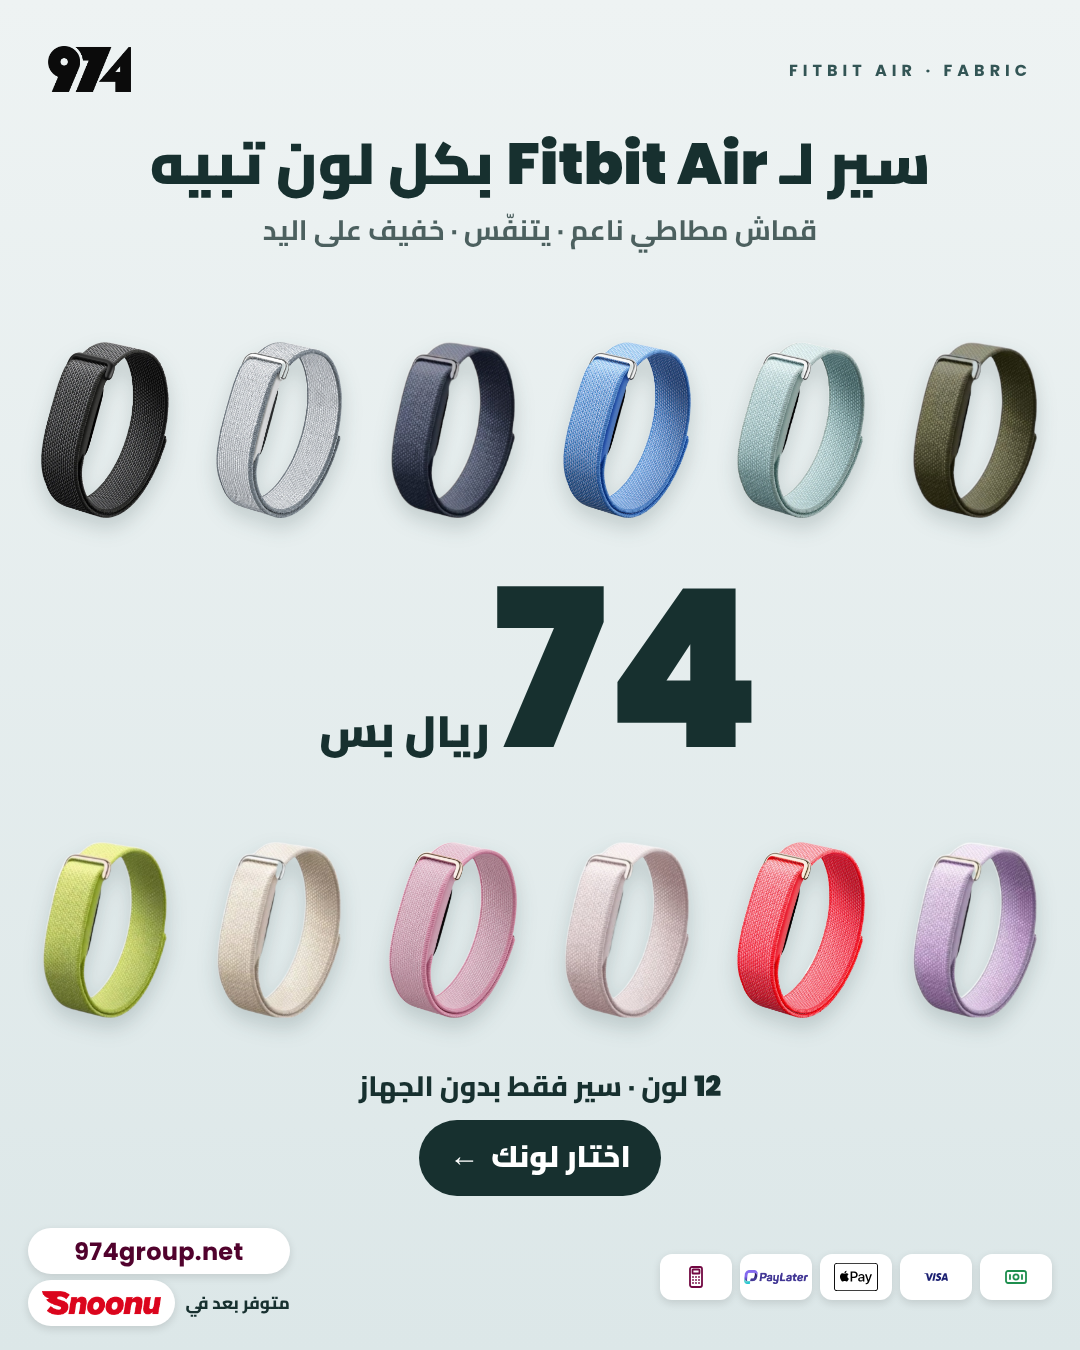 974
FITBIT AIR · FABRIC
سير لـ Fitbit Air بكل لون تبيه
قماش مطاطي ناعم · يتنفّس · خفيف على اليد
74 ريال بس
12 لون · سير فقط بدون الجهاز
اختار لونك ←
974group.net
متوفر بعد في Snoonu
PayLater
Pay
VISA